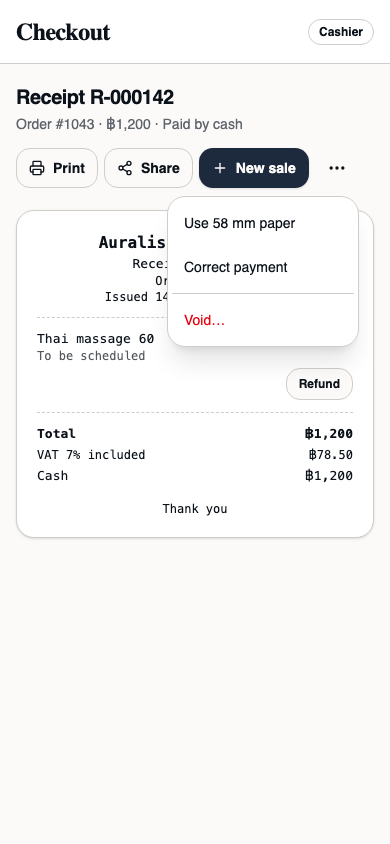 Checkout
Cashier
Receipt R-000142
Order #1043 · ฿1,200 · Paid by cash
Print
Share
New sale
Use 58 mm paper
Correct payment
Void…
Auralis
Issued 14
Thai massage 60
To be scheduled
Refund
Total ฿1,200
VAT 7% included ฿78.50
Cash ฿1,200
Thank you